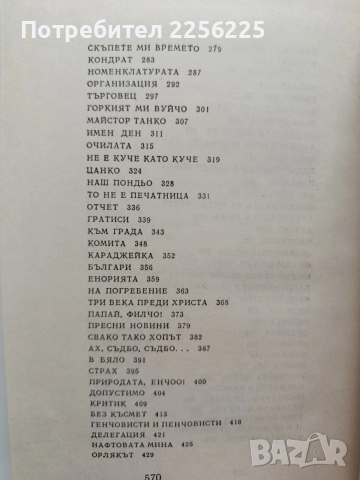 Позвънете сега: 2256225
СКЪПЕТЕ МИ ВРЕМЕТО 279
КОНДРАТ 283
НОМЕНКЛАТУРАТА 287
ОРГАНИЗАЦИЯ 292
ТЪРГОВЕЦ 297
ГОРКИЯТ МИ ВУЙЧО 301
МАЙСТОР ТАНКО 307
ИМЕН ДЕН 311
ОЧИЛАТА 315
НЕ Е КУЧЕ КАТО КУЧЕ 319
ЦАНКО 324
НАШ ПОНДЬО 328
ТО НЕ Е ПЕЧАТНИЦА 331
ОТЧЕТ 336
ГРАТИСИ 339
КЪМ ГРАДА 343
КОМИТА 348
КАРАДЖЕЙКА 352
БЪЛГАРИ 356
ЕНОРИЯТА 359
НА ПОГРЕБЕНИЕ 363
ТРИ ВЕКА ПРЕДИ ХРИСТА 368
ПАПАЙ, ФИЛЧО! 373
ПРЕСНИ НОВИНИ 379
СВАКО ТАКО ХОПЪТ 382
АХ, СЪДБО, СЪДБО... 387
В БЯЛО 391
СТРАХ 395
ПРИРОДАТА, ЕНЧОО! 400
ДОПУСТИМО 404
КРИТИК 409
БЕЗ КЪСМЕТ 413
ГЕНЧОВИСТИ И ПЕНЧОВИСТИ 416
ДЕЛЕГАЦИЯ 421
НАФТОВАТА МИНА 425
ОРЛЯКЪТ 429
570
bazar